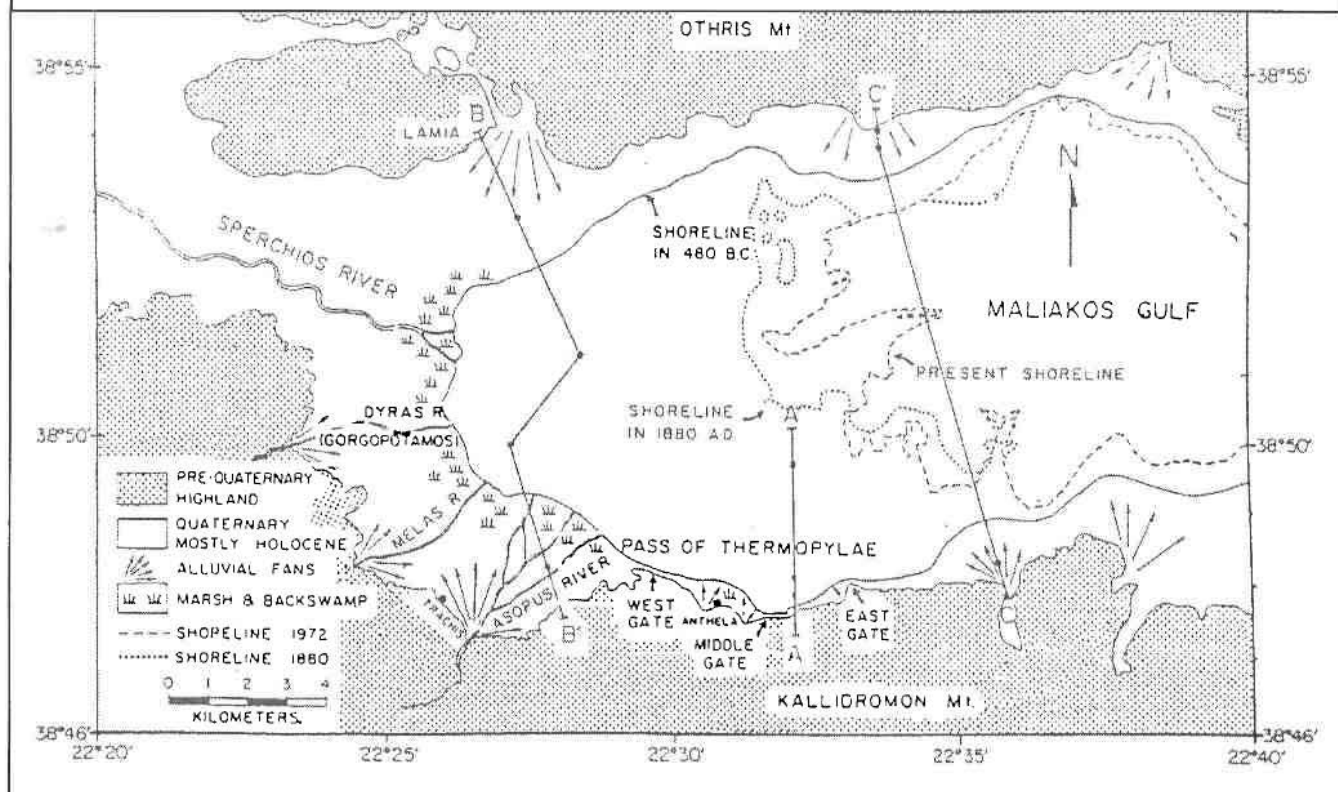 OTHRIS Mt
38°55'
38°55'
B
LAMIA
C'
N
SHORELINE
IN 480 B.C.
SPERCHIOS RIVER
MALIAKOS GULF
PRESENT SHORELINE
DYRAS R.
(GORGOPOTAMOS)
SHORELINE
IN 1880 A.D.
A'
38°50'
38°50'
PRE-QUATERNARY
HIGHLAND
QUATERNARY
MOSTLY HOLOCENE
ALLUVIAL FANS
MARSH & BACKSWAMP
SHORELINE 1972
SHORELINE 1880
0 1 2 3 4
KILOMETERS.
MELAS R.
TRACHIS
ASOPUS RIVER
B'
PASS OF THERMOPYLAE
WEST
GATE
ANTHELA
MIDDLE
GATE
EAST
GATE
A
C
KALLIDROMON Mt.
38°46'
38°46'
22°20'
22°25'
22°30'
22°35'
22°40'